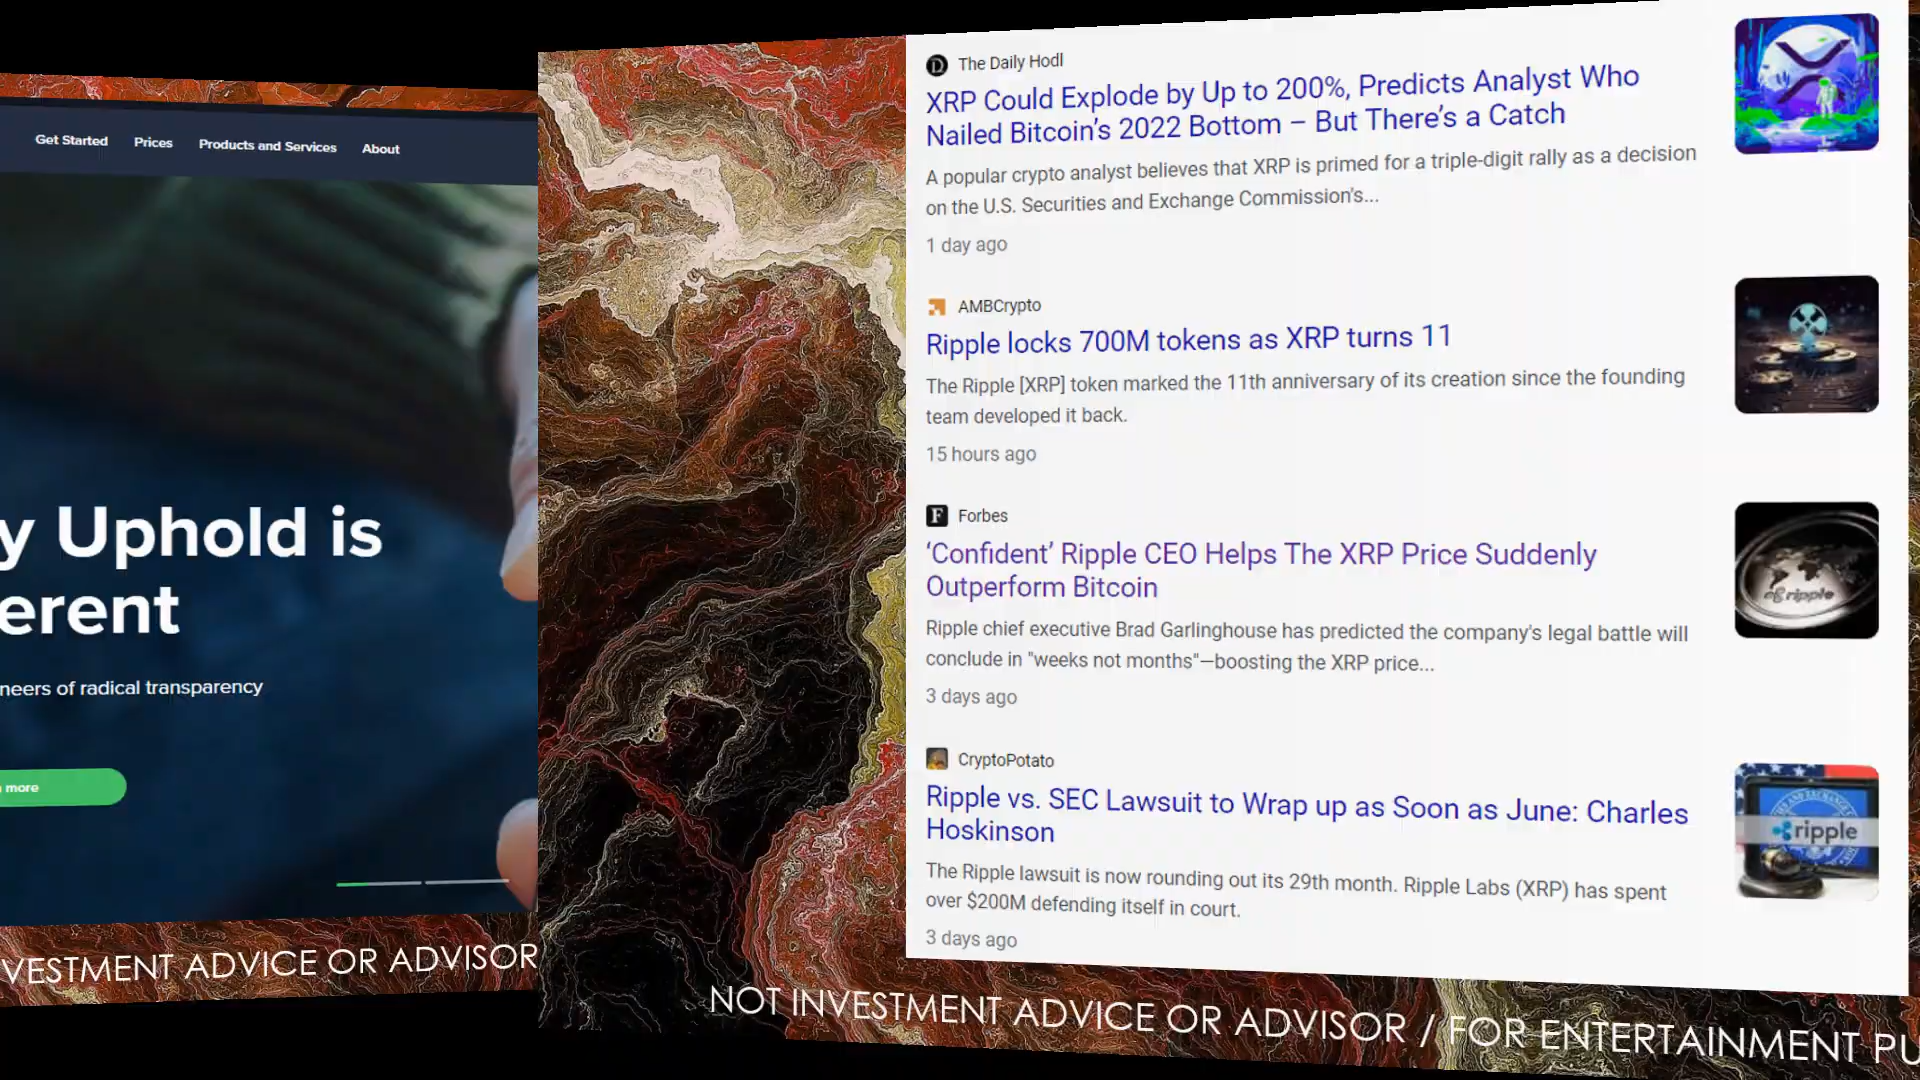 Get Started Prices Products and Services About
y Uphold is
erent
neers of radical transparency
more
VESTMENT ADVICE OR ADVISOR
The Daily Hodl
XRP Could Explode by Up to 200%, Predicts Analyst Who
Nailed Bitcoin's 2022 Bottom – But There's a Catch
A popular crypto analyst believes that XRP is primed for a triple-digit rally as a decision
on the U.S. Securities and Exchange Commission's...
1 day ago
AMBCrypto
Ripple locks 700M tokens as XRP turns 11
The Ripple [XRP] token marked the 11th anniversary of its creation since the founding
team developed it back.
15 hours ago
Forbes
‘Confident’ Ripple CEO Helps The XRP Price Suddenly
Outperform Bitcoin
Ripple chief executive Brad Garlinghouse has predicted the company's legal battle will
conclude in "weeks not months"—boosting the XRP price...
3 days ago
ripple
CryptoPotato
Ripple vs. SEC Lawsuit to Wrap up as Soon as June: Charles
Hoskinson
The Ripple lawsuit is now rounding out its 29th month. Ripple Labs (XRP) has spent
over $200M defending itself in court.
3 days ago
ripple
NOT INVESTMENT ADVICE OR ADVISOR / FOR ENTERTAINMENT PU